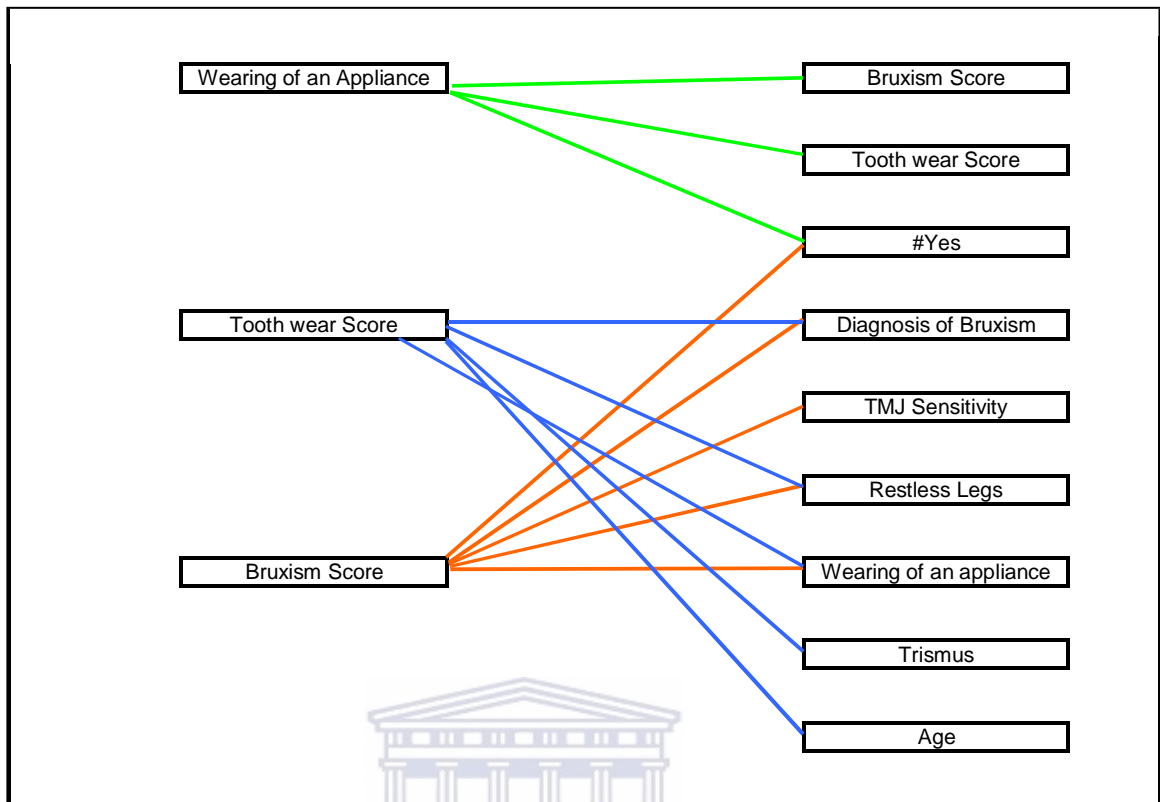 Wearing of an Appliance
Bruxism Score
Tooth wear Score
#Yes
Tooth wear Score
Diagnosis of Bruxism
TMJ Sensitivity
Restless Legs
Bruxism Score
Wearing of an appliance
Trismus
Age